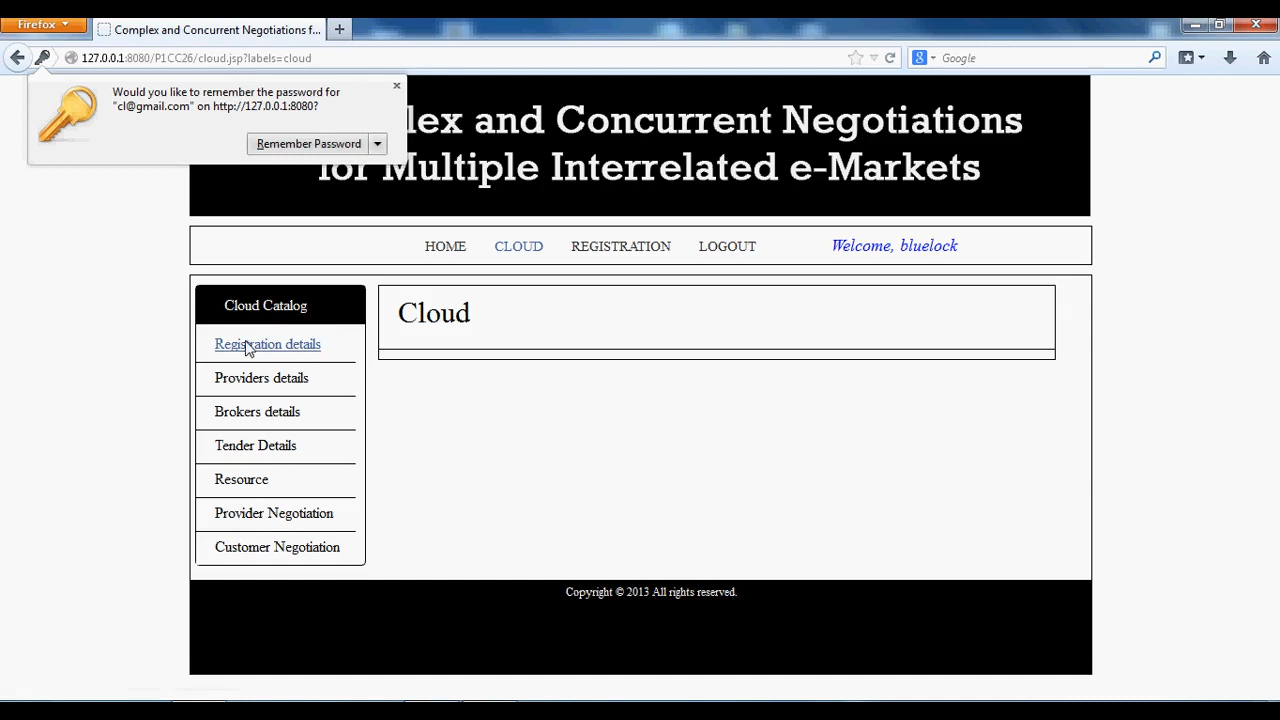 Firefox
Complex and Concurrent Negotiations f...
127.0.0.1:8080/P1CC26/cloud.jsp?labels=cloud
Google
Would you like to remember the password for
"cl@gmail.com" on http://127.0.0.1:8080?
Remember Password
lex and Concurrent Negotiations
for Multiple Interrelated e-Markets
HOME CLOUD REGISTRATION LOGOUT Welcome, bluelock
Cloud Catalog
Cloud
Registration details
Providers details
Brokers details
Tender Details
Resource
Provider Negotiation
Customer Negotiation
Copyright © 2013 All rights reserved.